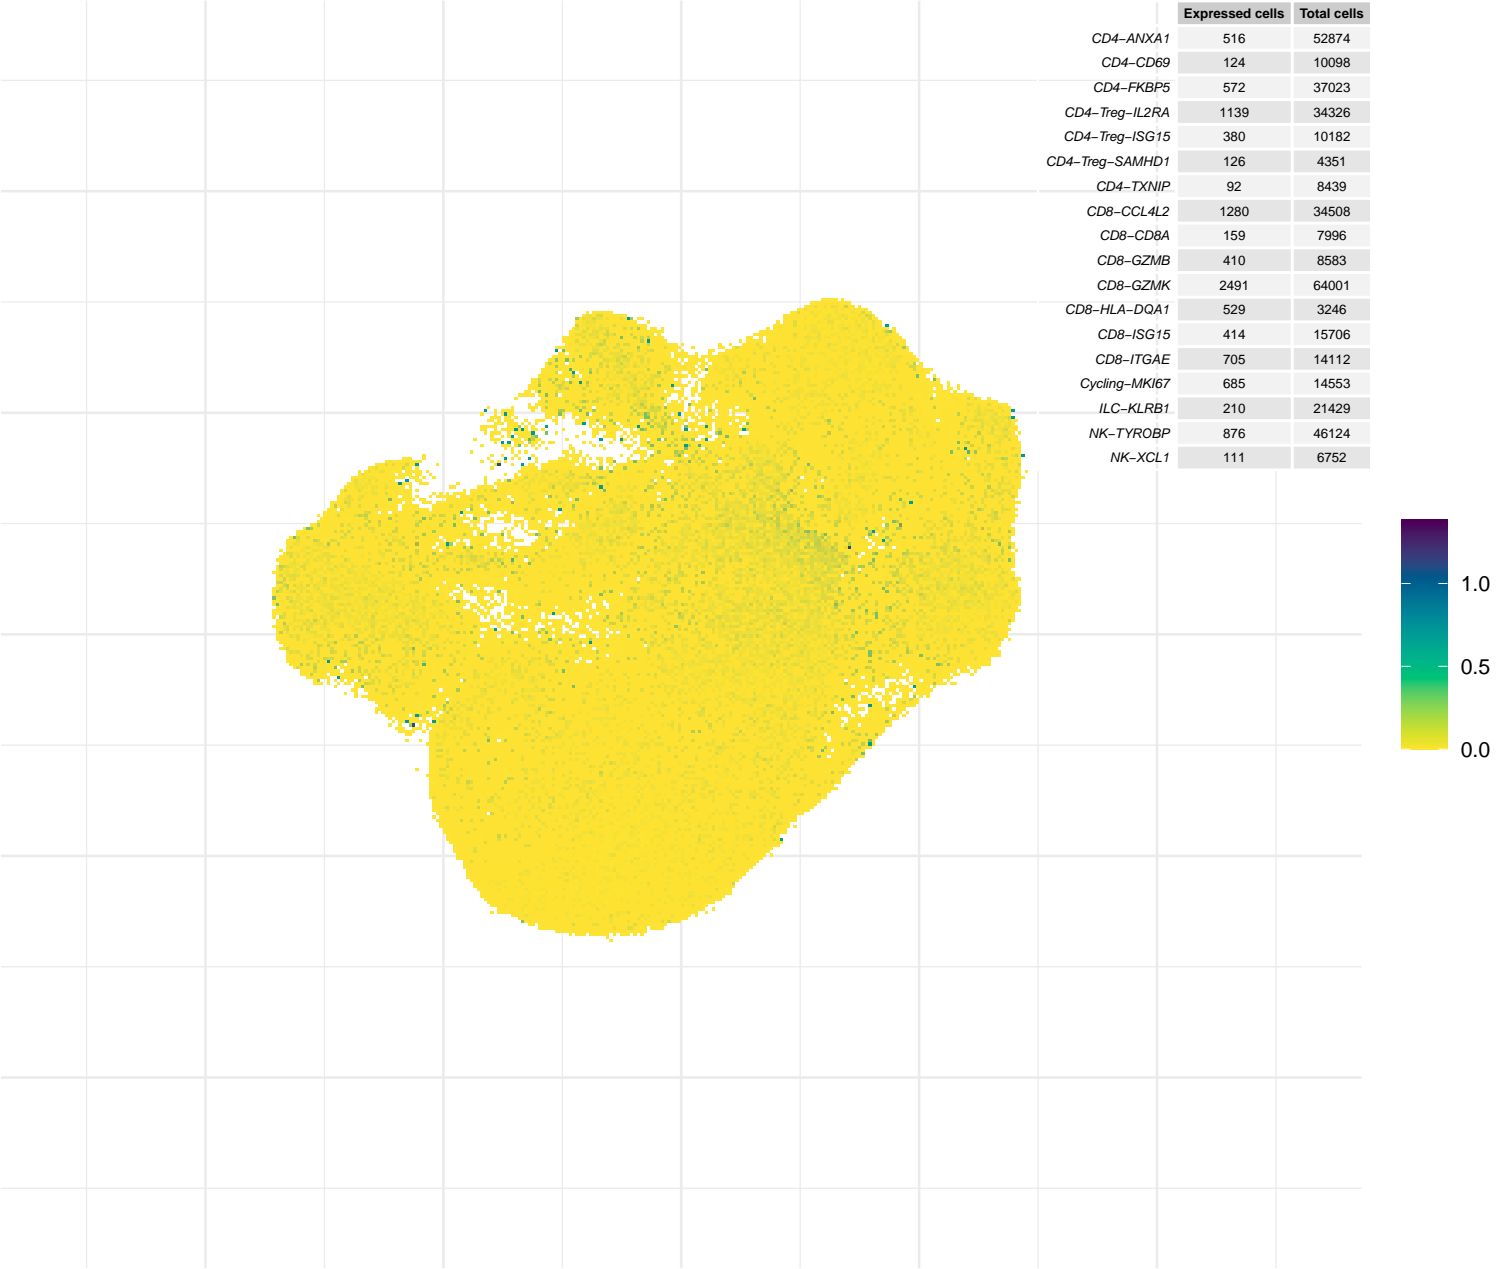 Expressed cells Total cells
CD4−ANXA1 516 52874
CD4−CD69 124 10098
CD4−FKBP5 572 37023
CD4−Treg−IL2RA 1139 34326
CD4−Treg−ISG15 380 10182
CD4−Treg−SAMHD1 126 4351
CD4−TXNIP 92 8439
CD8−CCL4L2 1280 34508
CD8−CD8A 159 7996
CD8−GZMB 410 8583
CD8−GZMK 2491 64001
CD8−HLA−DQA1 529 3246
CD8−ISG15 414 15706
CD8−ITGAE 705 14112
Cycling−MKI67 685 14553
ILC−KLRB1 210 21429
NK−TYROBP 876 46124
NK−XCL1 111 6752
1.0
0.5
0.0